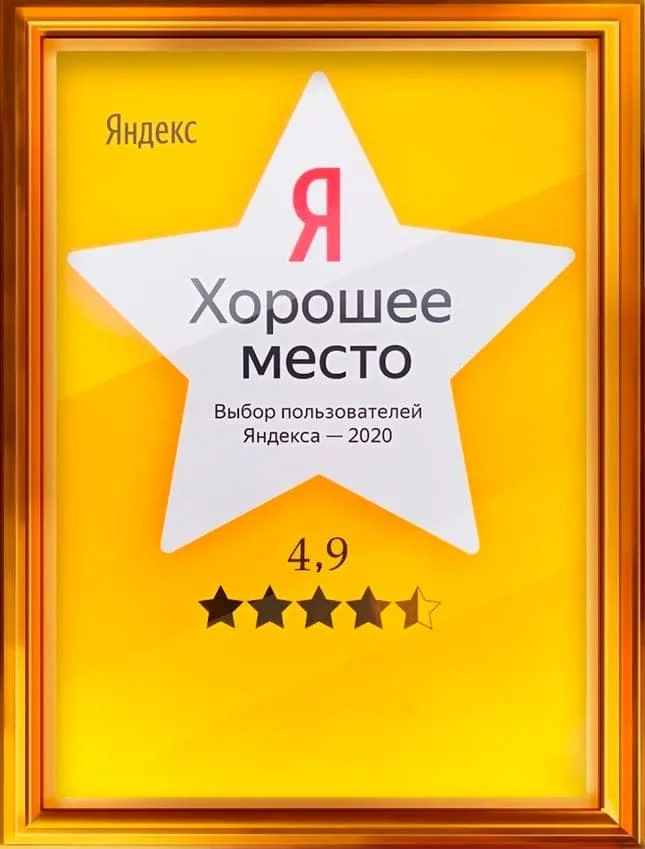 Яндекс
Я
Хорошее
место
Выбор пользователей
Яндекса — 2020
4,9